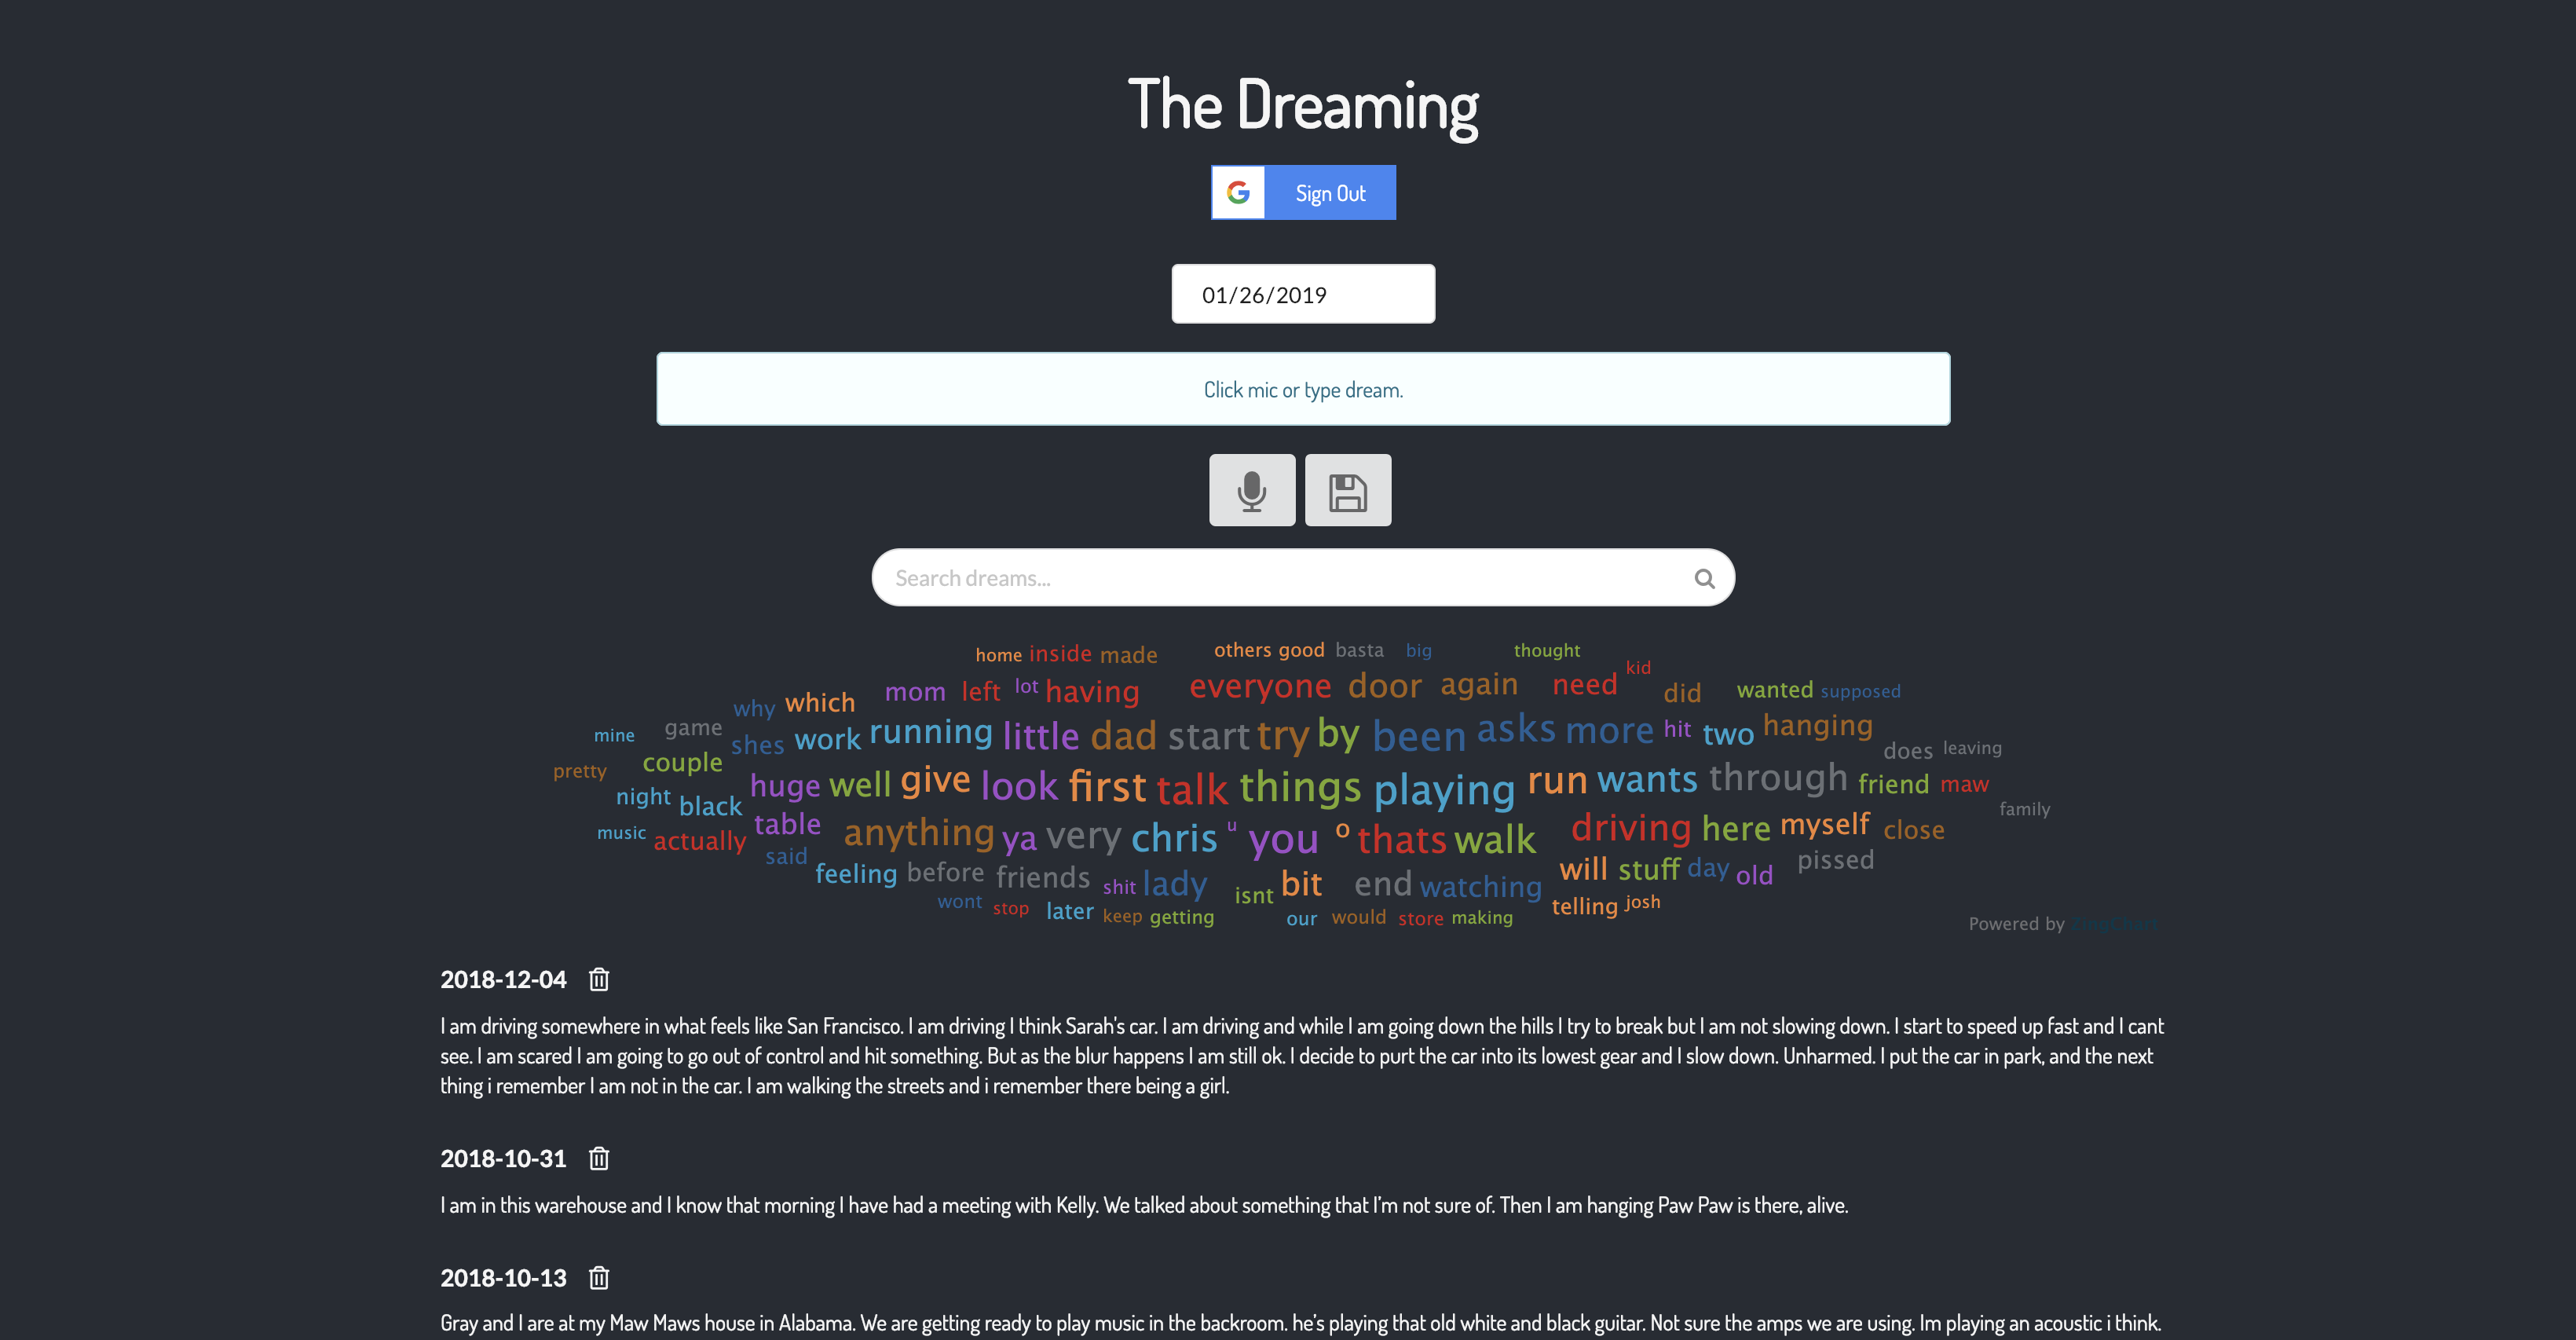 The Dreaming
Sign Out
01/26/2019
Click mic or type dream.
Search dreams...
home inside made others good basta big thought
kid
why which mom left lot having everyone door again need did wanted supposed
mine game shes work running little dad start try by been asks more hit two hanging
does leaving
pretty couple huge well give look first talk things playing run wants through friend maw
night black table family
music actually anything ya very chris u you o thats walk driving here myself close
said feeling before friends shit lady isnt bit end watching will stuff day old pissed
wont stop later keep getting our would store making telling josh
Powered by ZingChart
2018-12-04
I am driving somewhere in what feels like San Francisco. I am driving I think Sarah's car. I am driving and while I am going down the hills I try to break but I am not slowing down. I start to speed up fast and I cant
see. I am scared I am going to go out of control and hit something. But as the blur happens I am still ok. I decide to purt the car into its lowest gear and I slow down. Unharmed. I put the car in park, and the next
thing i remember I am not in the car. I am walking the streets and i remember there being a girl.
2018-10-31
I am in this warehouse and I know that morning I have had a meeting with Kelly. We talked about something that I'm not sure of. Then I am hanging Paw Paw is there, alive.
2018-10-13
Gray and I are at my Maw Maws house in Alabama. We are getting ready to play music in the backroom. he's playing that old white and black guitar. Not sure the amps we are using. Im playing an acoustic i think.